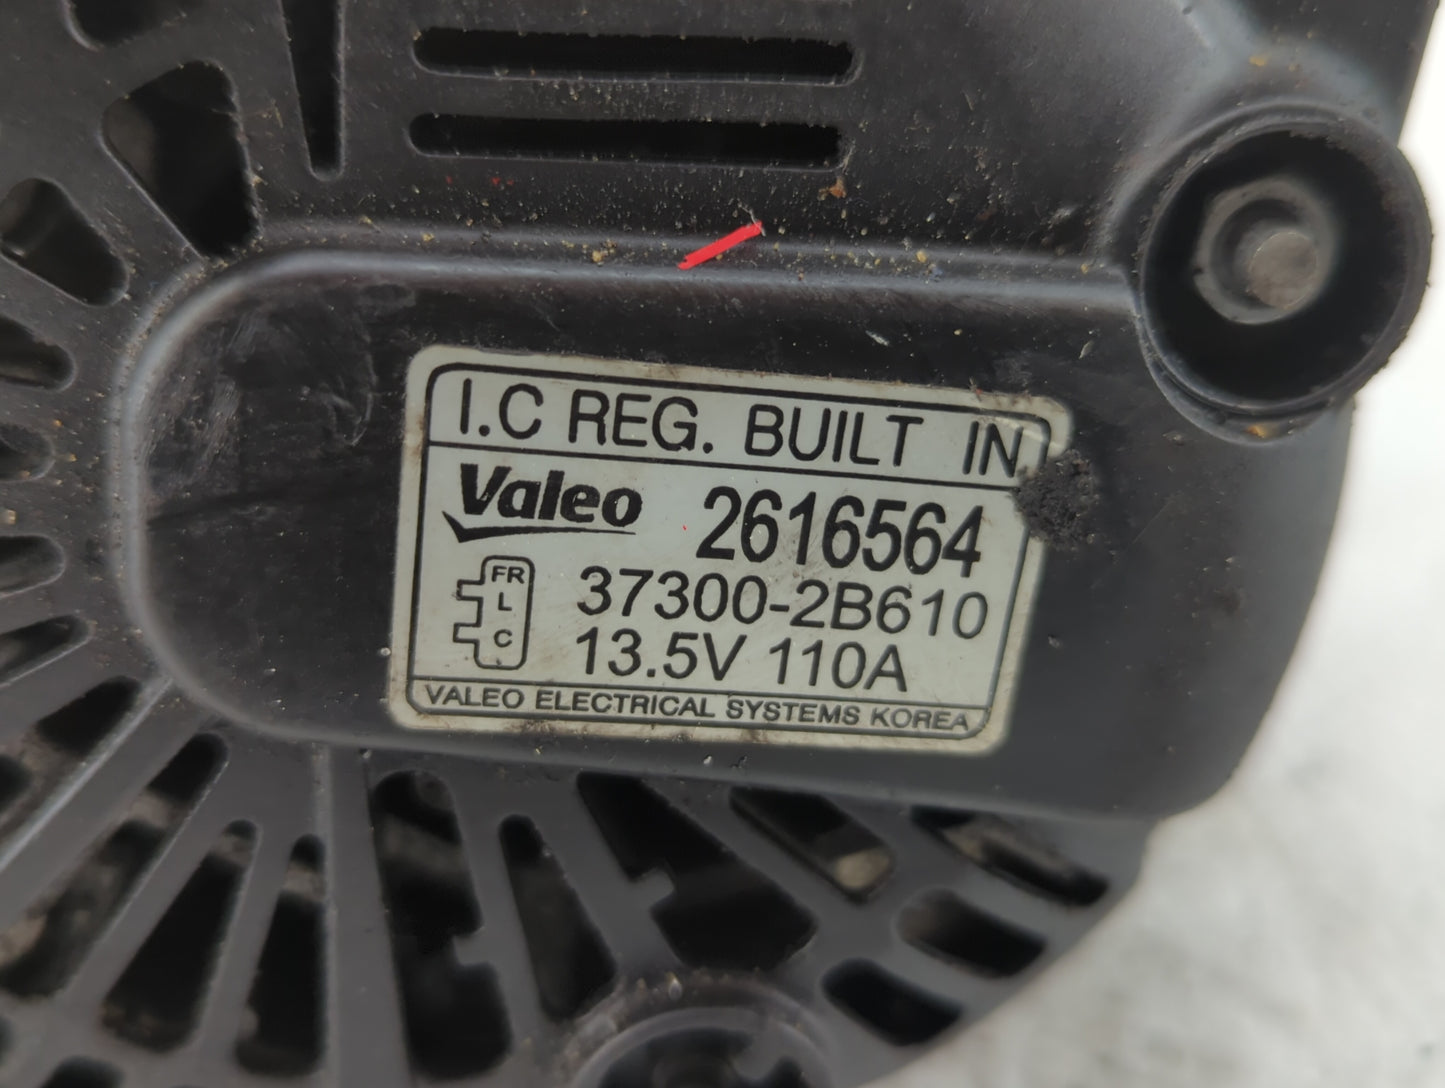 I.C REG. BUILT IN
Valeo 2616564
FR
L
C
37300-2B610
13.5V 110A
VALEO ELECTRICAL SYSTEMS KOREA